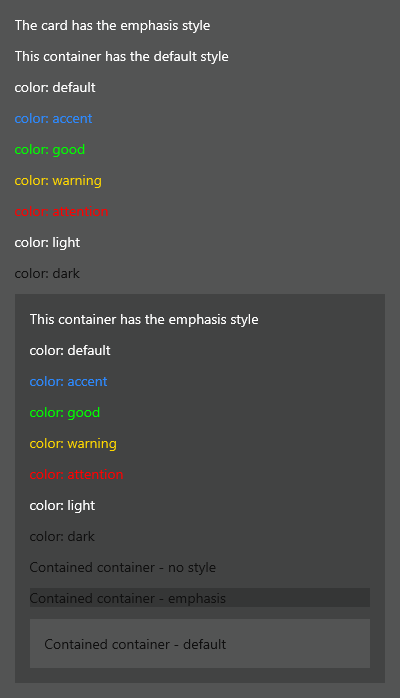 The card has the emphasis style
This container has the default style
color: default
color: accent
color: good
color: warning
color: attention
color: light
color: dark
This container has the emphasis style
color: default
color: accent
color: good
color: warning
color: attention
color: light
color: dark
Contained container - no style
Contained container - emphasis
Contained container - default